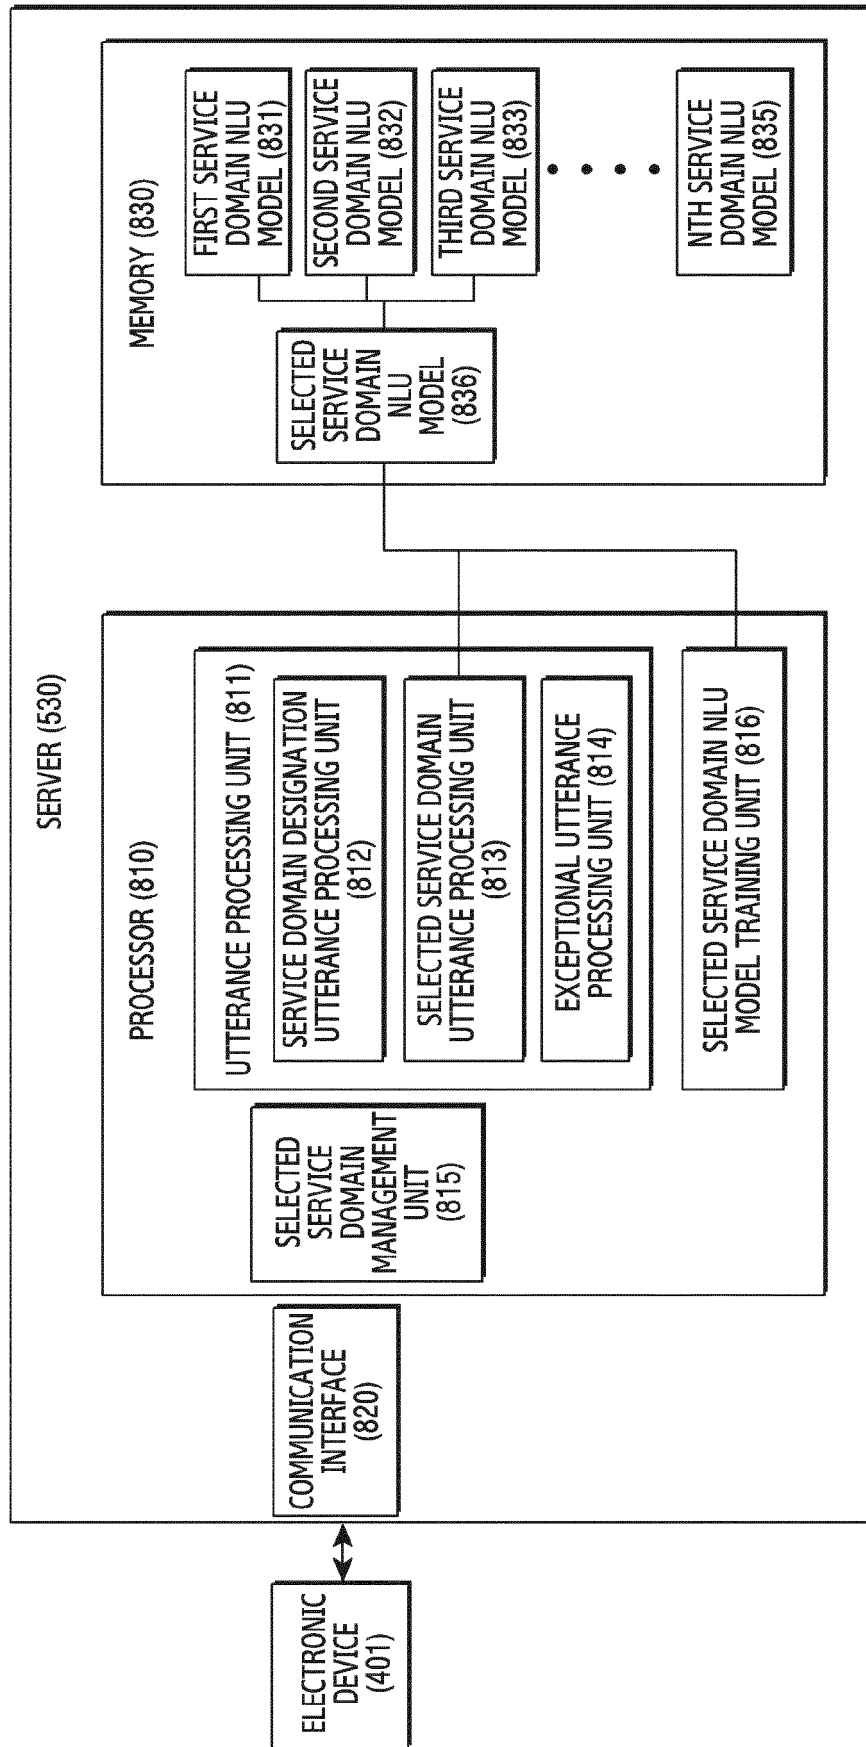 SERVER (530)
ELECTRONIC
DEVICE
(401)
COMMUNICATION
INTERFACE
(820)
PROCESSOR (810)
SELECTED
SERVICE
DOMAIN
MANAGEMENT
UNIT
(815)
UTTERANCE PROCESSING UNIT (811)
SERVICE DOMAIN DESIGNATION
UTTERANCE PROCESSING UNIT
(812)
SELECTED SERVICE DOMAIN
UTTERANCE PROCESSING UNIT
(813)
EXCEPTIONAL UTTERANCE
PROCESSING UNIT (814)
SELECTED SERVICE DOMAIN NLU
MODEL TRAINING UNIT (816)
MEMORY (830)
SELECTED
SERVICE
DOMAIN
NLU
MODEL
(836)
FIRST SERVICE
DOMAIN NLU
MODEL (831)
SECOND SERVICE
DOMAIN NLU
MODEL (832)
THIRD SERVICE
DOMAIN NLU
MODEL (833)
NTH SERVICE
DOMAIN NLU
MODEL (835)